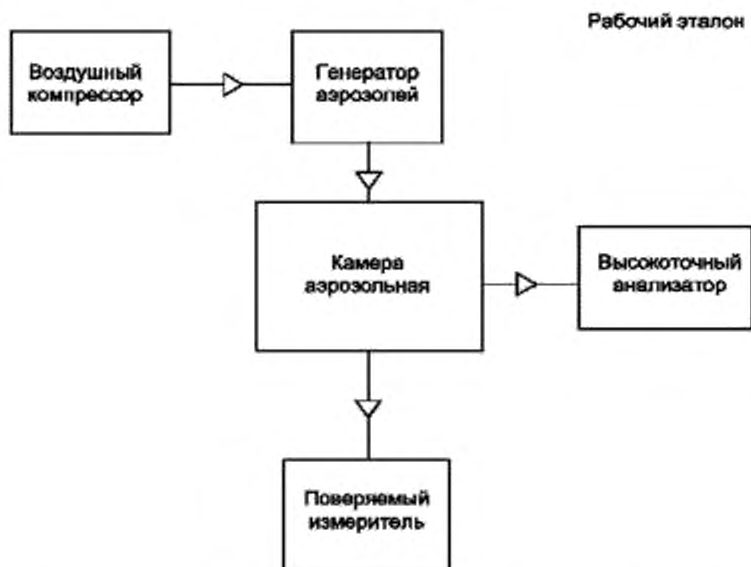 Рабочий эталон
Воздушный
компрессор
Генератор
аэрозолей
Камера
аэрозольная
Высокоточный
анализатор
Поверяемый
измеритель